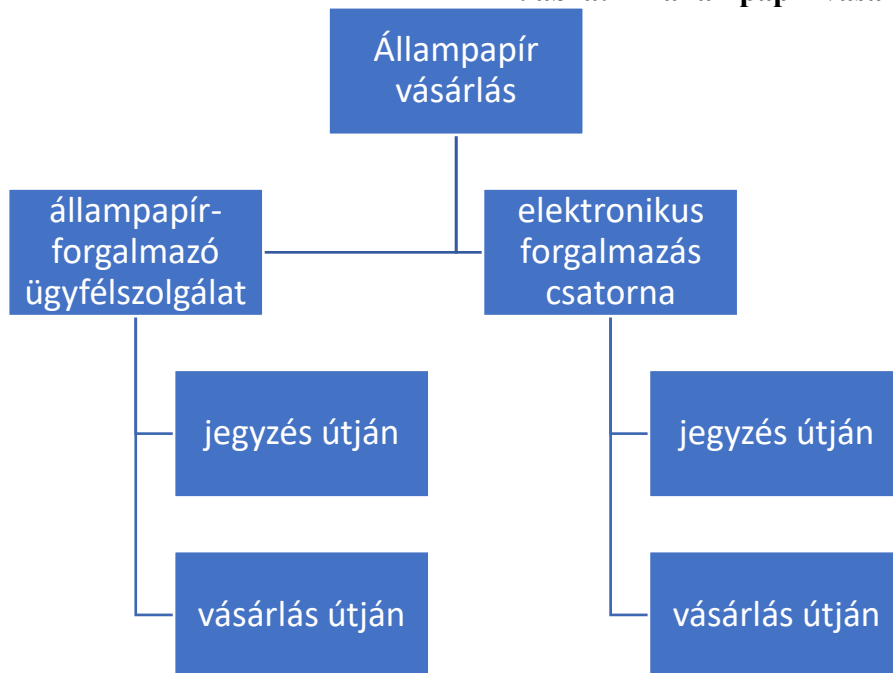 Állampapír
vásárlás
állampapír-
forgalmazó
ügyfélszolgálat
elektronikus
forgalmazás
csatorna
jegyzés útján
jegyzés útján
vásárlás útján
vásárlás útján